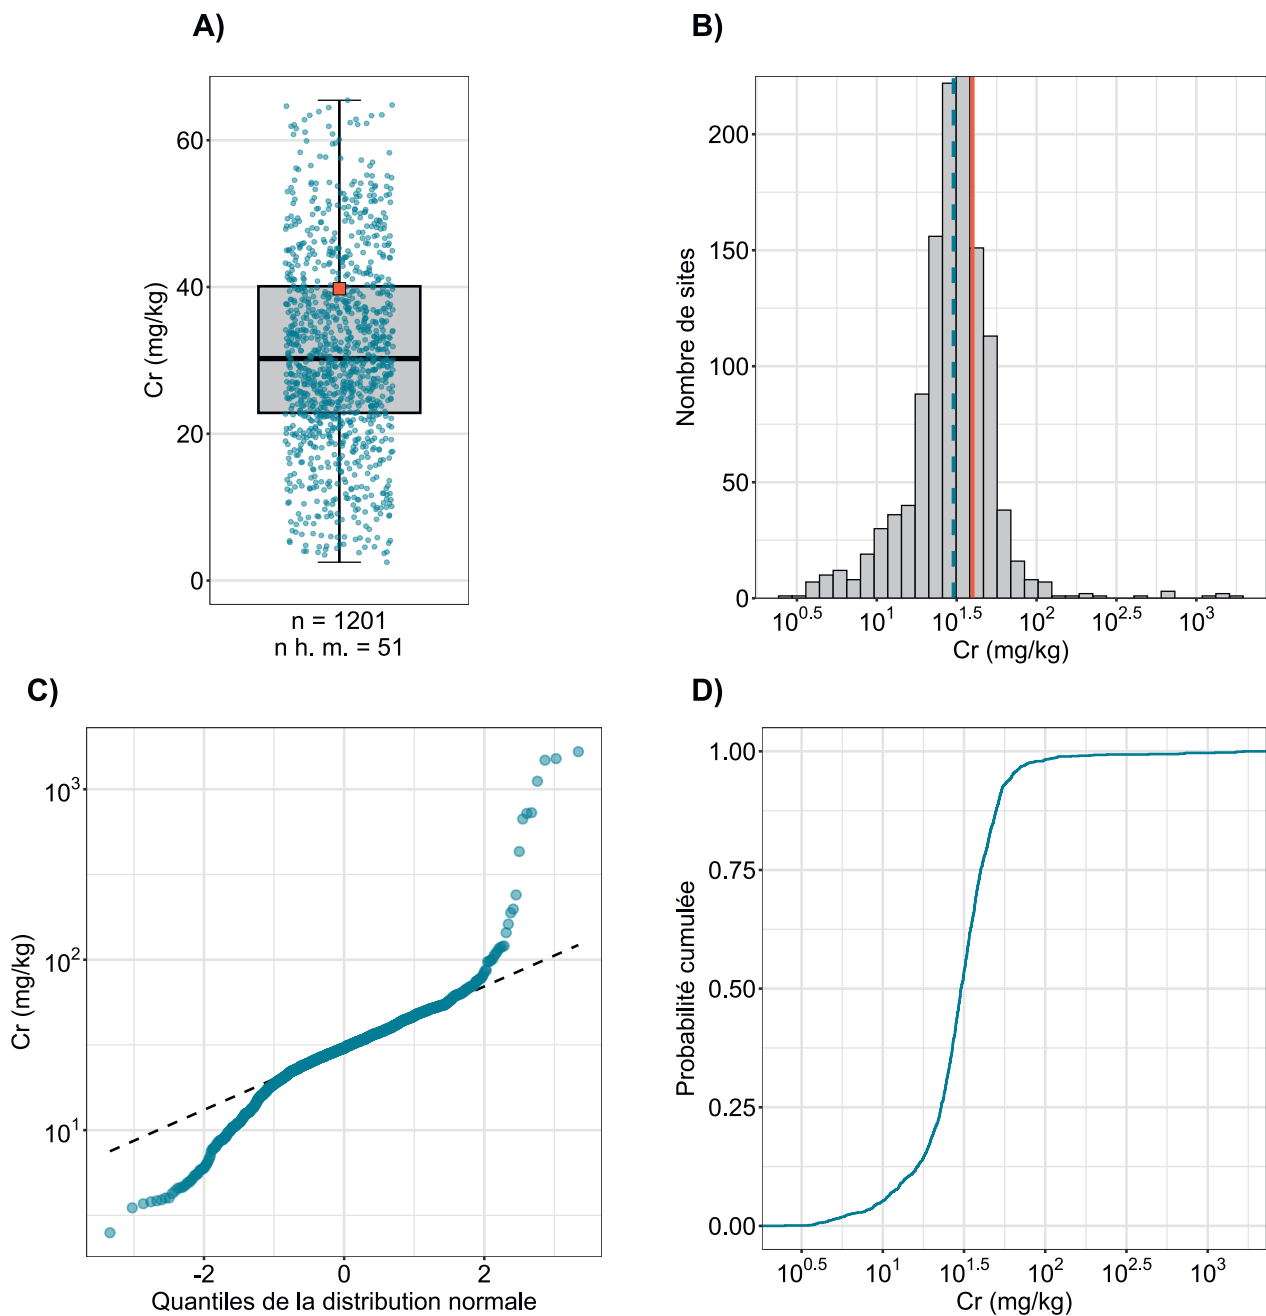 A)
Cr (mg/kg)
60
40
20
0
n = 1201
n h. m. = 51
B)
Nombre de sites
200
150
100
50
0
10^0.5 10^1 10^1.5 10^2 10^2.5 10^3
Cr (mg/kg)
C)
Cr (mg/kg)
10^3
10^2
10^1
-2 0 2
Quantiles de la distribution normale
D)
Probabilité cumulée
1.00
0.75
0.50
0.25
0.00
10^0.5 10^1 10^1.5 10^2 10^2.5 10^3
Cr (mg/kg)